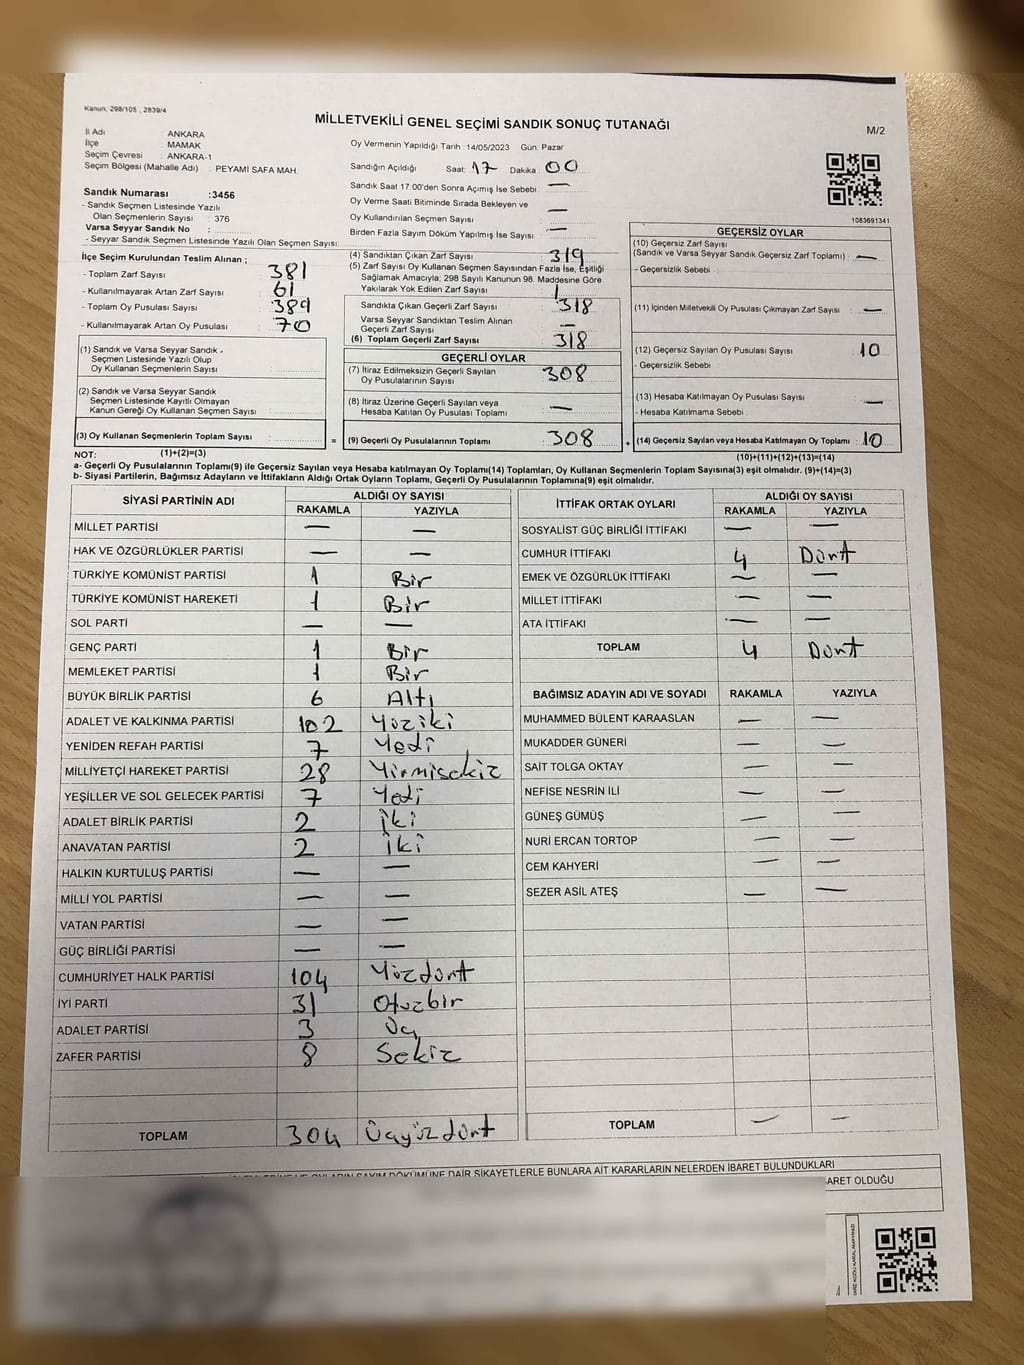 Kanun, 298/105 , 2839/4
MİLLETVEKİLİ GENEL SEÇİMİ SANDIK SONUÇ TUTANAĞI
M/2
İl Adı : ANKARA
İlçe : MAMAK
Seçim Çevresi : ANKARA-1
Seçim Bölgesi (Mahalle Adı) : PEYAMİ SAFA MAH.
Oy Vermenin Yapıldığı Tarih : 14/05/2023 Gün: Pazar
Sandığın Açıldığı Saat: 17 Dakika : 00
Sandık Saat 17:00'den Sonra Açımış İse Sebebi : —
Oy Verme Saati Bitiminde Sırada Bekleyen ve
Oy Kullandırılan Seçmen Sayısı : —
Birden Fazla Sayım Döküm Yapılmış İse Sayısı : —
1083691341
Sandık Numarası :3456
- Sandık Seçmen Listesinde Yazılı
Olan Seçmenlerin Sayısı : 376
Varsa Seyyar Sandık No :
- Seyyar Sandık Seçmen Listesinde Yazılı Olan Seçmen Sayısı:
İlçe Seçim Kurulundan Teslim Alınan ;
- Toplam Zarf Sayısı : 381
- Kullanılmayarak Artan Zarf Sayısı : 61
- Toplam Oy Pusulası Sayısı : 389
- Kullanılmayarak Artan Oy Pusulası : 70
(1) Sandık ve Varsa Seyyar Sandık -
Seçmen Listesinde Yazılı Olup
Oy Kullanan Seçmenlerin Sayısı :
(2) Sandık ve Varsa Seyyar Sandık
Seçmen Listesinde Kayıtlı Olmayan
Kanun Gereği Oy Kullanan Seçmen Sayısı :
(3) Oy Kullanan Seçmenlerin Toplam Sayısı :
(1)+(2)=(3)
(4) Sandıktan Çıkan Zarf Sayısı : 319
(5) Zarf Sayısı Oy Kullanan Seçmen Sayısından Fazla İse, Eşitliği
Sağlamak Amacıyla, 298 Sayılı Kanunun 98. Maddesine Göre
Yakılarak Yok Edilen Zarf Sayısı : 1
Sandıkta Çıkan Geçerli Zarf Sayısı : 318
Varsa Seyyar Sandıktan Teslim Alınan
Geçerli Zarf Sayısı : —
(6) Toplam Geçerli Zarf Sayısı : 318
GEÇERLİ OYLAR
(7) İtiraz Edilmeksizin Geçerli Sayılan
Oy Pusulalarının Sayısı : 308
(8) İtiraz Üzerine Geçerli Sayılan veya
Hesaba Katılan Oy Pusulası Toplamı : —
= (9) Geçerli Oy Pusulalarının Toplamı : 308
GEÇERSİZ OYLAR
(10) Geçersiz Zarf Sayısı
(Sandık ve Varsa Seyyar Sandık Geçersiz Zarf Toplamı) : —
- Geçersizlik Sebebi :
(11) İçinden Milletvekili Oy Pusulası Çıkmayan Zarf Sayısı : —
(12) Geçersiz Sayılan Oy Pusulası Sayısı : 10
- Geçersizlik Sebebi
(13) Hesaba Katılmayan Oy Pusulası Sayısı : —
- Hesaba Katılmama Sebebi :
(14) Geçersiz Sayılan veya Hesaba Katılmayan Oy Toplamı : 10
(10)+(11)+(12)+(13)=(14)
NOT:
a- Geçerli Oy Pusulalarının Toplamı(9) ile Geçersiz Sayılan veya Hesaba katılmayan Oy Toplamı(14) Toplamları, Oy Kullanan Seçmenlerin Toplam Sayısına(3) eşit olmalıdır. (9)+(14)=(3)
b- Siyasi Partilerin, Bağımsız Adayların ve İttifakların Aldığı Ortak Oyların Toplamı, Geçerli Oy Pusulalarının Toplamına(9) eşit olmalıdır.
SİYASİ PARTİNİN ADI ALDIĞI OY SAYISI
RAKAMLA YAZIYLA
MİLLET PARTİSİ — —
HAK VE ÖZGÜRLÜKLER PARTİSİ — —
TÜRKİYE KOMÜNİST PARTİSİ 1 Bir
TÜRKİYE KOMÜNİST HAREKETİ 1 Bir
SOL PARTİ — —
GENÇ PARTİ 1 Bir
MEMLEKET PARTİSİ 1 Bir
BÜYÜK BİRLİK PARTİSİ 6 Altı
ADALET VE KALKINMA PARTİSİ 102 Yüziki
YENİDEN REFAH PARTİSİ 7 Yedi
MİLLİYETÇİ HAREKET PARTİSİ 28 Yirmisekiz
YEŞİLLER VE SOL GELECEK PARTİSİ 7 Yedi
ADALET BİRLİK PARTİSİ 2 İki
ANAVATAN PARTİSİ 2 İki
HALKIN KURTULUŞ PARTİSİ — —
MİLLİ YOL PARTİSİ — —
VATAN PARTİSİ — —
GÜÇ BİRLİĞİ PARTİSİ — —
CUMHURİYET HALK PARTİSİ 104 Yüzdört
İYİ PARTİ 31 Otuzbir
ADALET PARTİSİ 3 Üç
ZAFER PARTİSİ 8 Sekiz
TOPLAM 304 Üçyüzdört
İTTİFAK ORTAK OYLARI ALDIĞI OY SAYISI
RAKAMLA YAZIYLA
SOSYALİST GÜÇ BİRLİĞİ İTTİFAKI — —
CUMHUR İTTİFAKI 4 Dört
EMEK VE ÖZGÜRLÜK İTTİFAKI — —
MİLLET İTTİFAKI — —
ATA İTTİFAKI — —
TOPLAM 4 Dört
BAĞIMSIZ ADAYIN ADI VE SOYADI RAKAMLA YAZIYLA
MUHAMMED BÜLENT KARAASLAN — —
MUKADDER GÜNERİ — —
SAİT TOLGA OKTAY — —
NEFİSE NESRİN İLİ — —
GÜNEŞ GÜMÜŞ — —
NURİ ERCAN TORTOP — —
CEM KAHYERİ — —
SEZER ASİL ATEŞ — —
TOPLAM — —
OYLARIN SAYIM DÖKÜMÜNE DAİR ŞİKAYETLERLE BUNLARA AİT KARARLARIN NELERDEN İBARET BULUNDUKLARI
ARET OLDUĞU